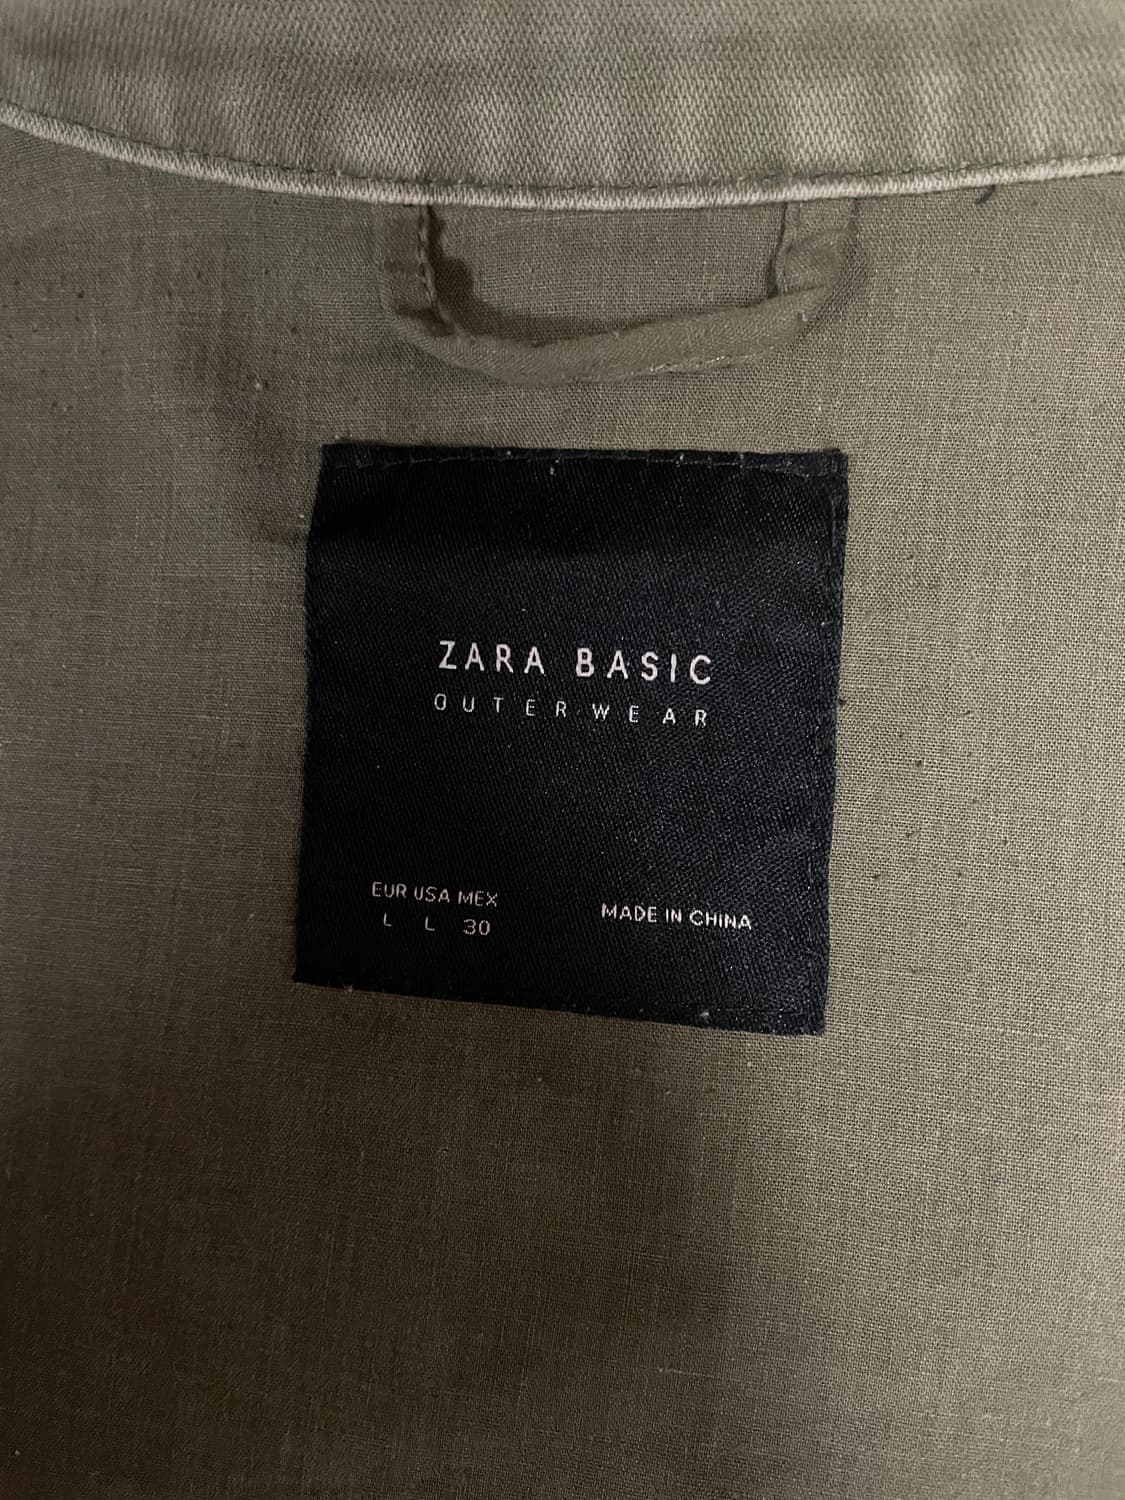 ZARA BASIC
OUTERWEAR
EUR USA MEX
L L 30
MADE IN CHINA